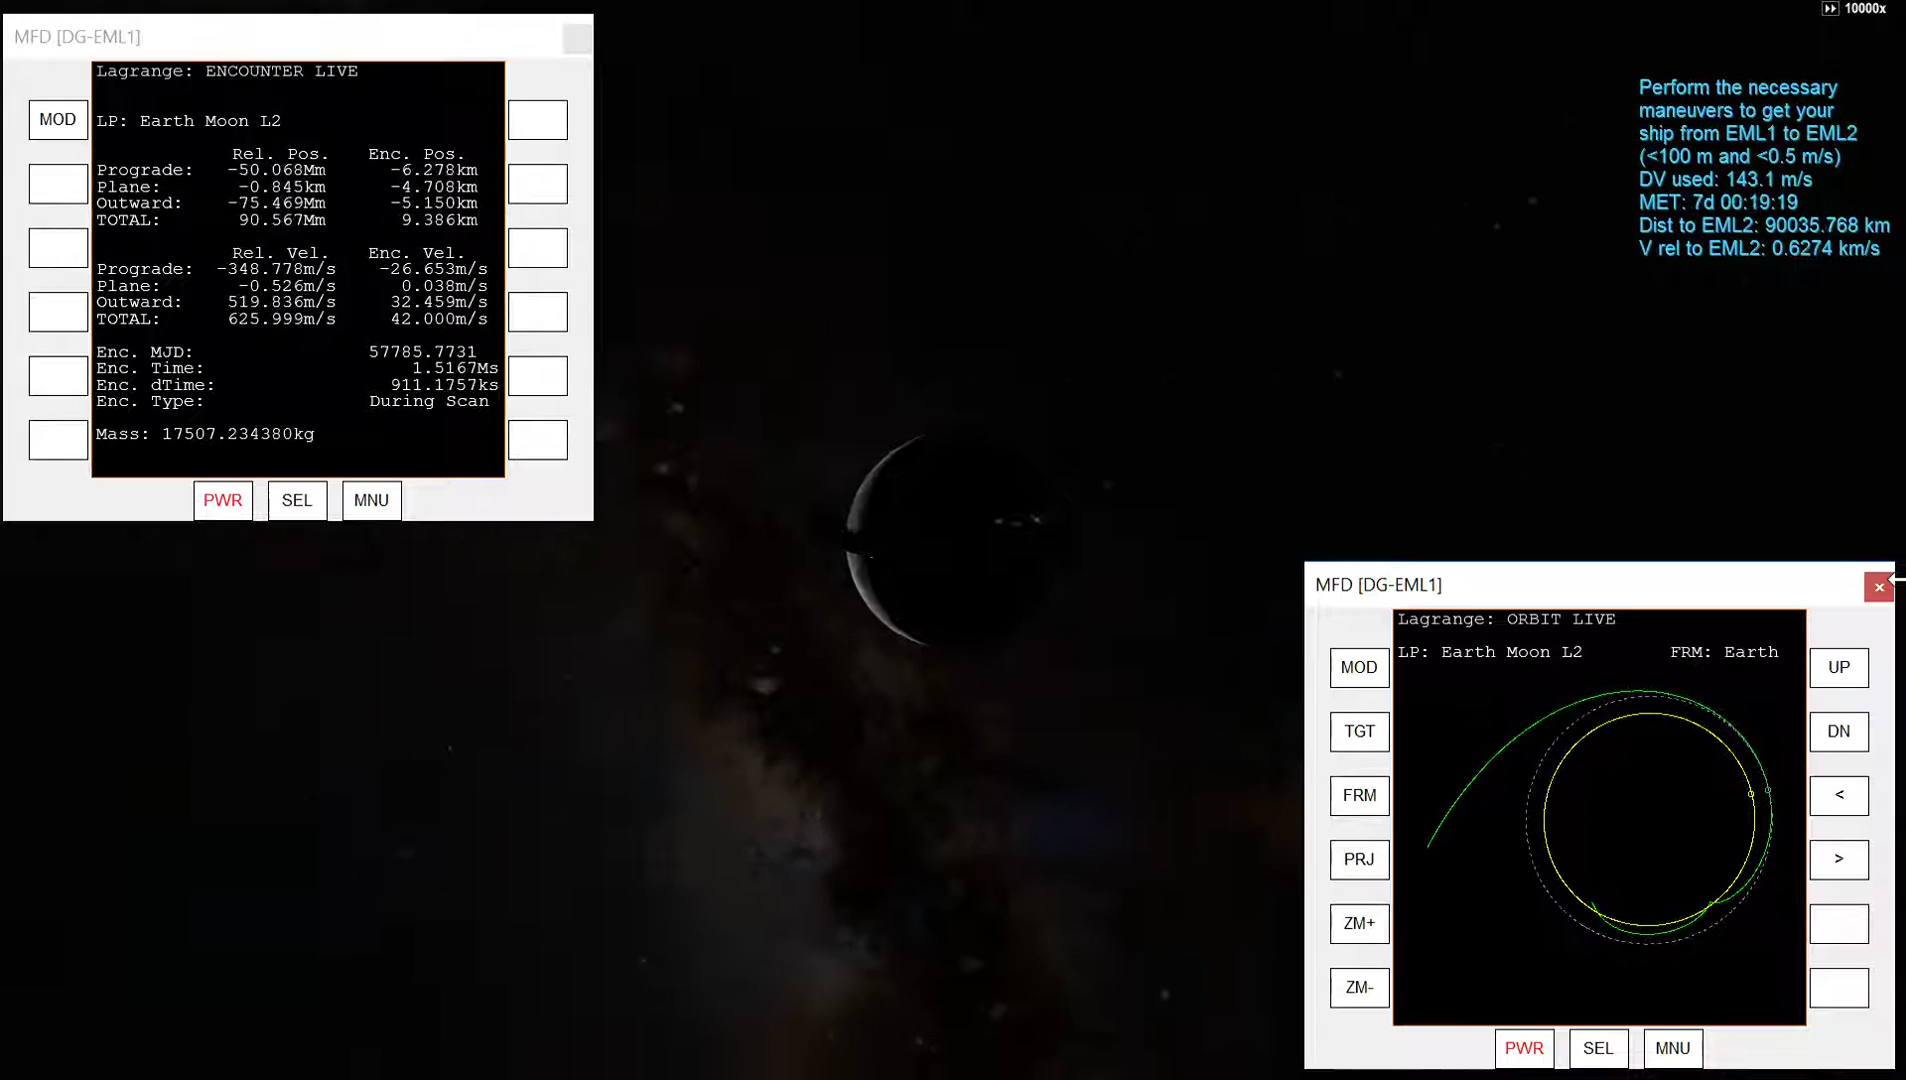 10000x
MFD [DG-EML1]
Lagrange: ENCOUNTER LIVE
MOD
LP: Earth Moon L2
Rel. Pos. Enc. Pos.
Prograde: -50.068Mm -6.278km
Plane: -0.845km -4.708km
Outward: -75.469Mm -5.150km
TOTAL: 90.567Mm 9.386km
Rel. Vel. Enc. Vel.
Prograde: -348.778m/s -26.653m/s
Plane: -0.526m/s 0.038m/s
Outward: 519.836m/s 32.459m/s
TOTAL: 625.999m/s 42.000m/s
Enc. MJD: 57785.7731
Enc. Time: 1.5167Ms
Enc. dTime: 911.1757ks
Enc. Type: During Scan
Mass: 17507.234380kg
PWR SEL MNU
Perform the necessary
maneuvers to get your
ship from EML1 to EML2
(<100 m and <0.5 m/s)
DV used: 143.1 m/s
MET: 7d 00:19:19
Dist to EML2: 90035.768 km
V rel to EML2: 0.6274 km/s
MFD [DG-EML1]
x
Lagrange: ORBIT LIVE
LP: Earth Moon L2 FRM: Earth
MOD UP
TGT DN
FRM <
PRJ >
ZM+
ZM-
PWR SEL MNU